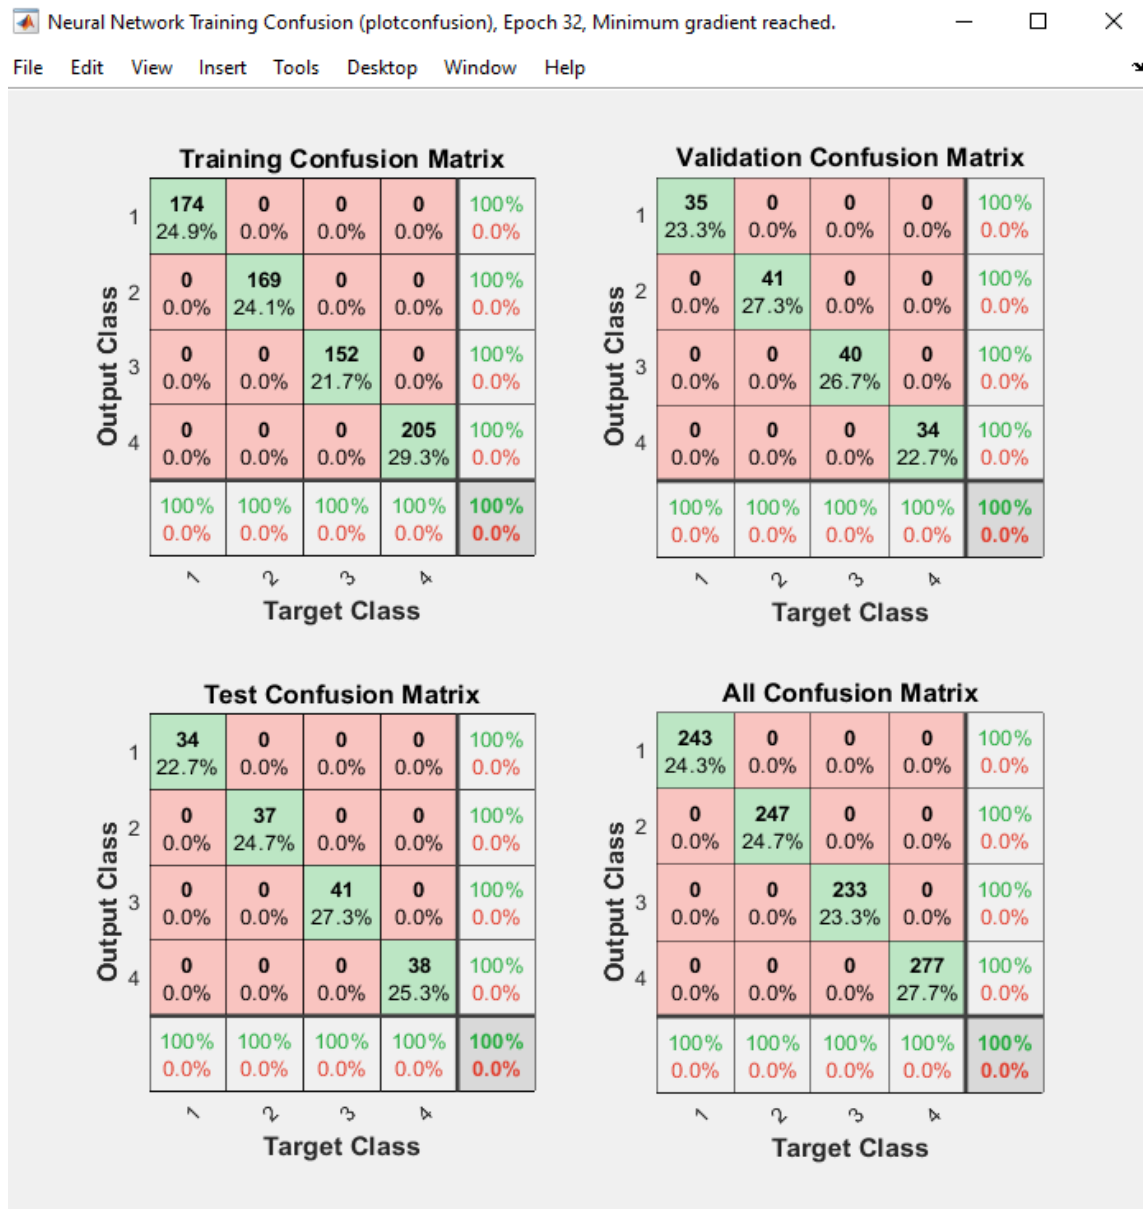 Neural Network Training Confusion (plotconfusion), Epoch 32, Minimum gradient reached.
File Edit View Insert Tools Desktop Window Help
Training Confusion Matrix
Output Class
1 174 0 0 0 100%
24.9% 0.0% 0.0% 0.0% 0.0%
2 0 169 0 0 100%
0.0% 24.1% 0.0% 0.0% 0.0%
3 0 0 152 0 100%
0.0% 0.0% 21.7% 0.0% 0.0%
4 0 0 0 205 100%
0.0% 0.0% 0.0% 29.3% 0.0%
100% 100% 100% 100% 100%
0.0% 0.0% 0.0% 0.0% 0.0%
1 2 3 4
Target Class
Validation Confusion Matrix
Output Class
1 35 0 0 0 100%
23.3% 0.0% 0.0% 0.0% 0.0%
2 0 41 0 0 100%
0.0% 27.3% 0.0% 0.0% 0.0%
3 0 0 40 0 100%
0.0% 0.0% 26.7% 0.0% 0.0%
4 0 0 0 34 100%
0.0% 0.0% 0.0% 22.7% 0.0%
100% 100% 100% 100% 100%
0.0% 0.0% 0.0% 0.0% 0.0%
1 2 3 4
Target Class
Test Confusion Matrix
Output Class
1 34 0 0 0 100%
22.7% 0.0% 0.0% 0.0% 0.0%
2 0 37 0 0 100%
0.0% 24.7% 0.0% 0.0% 0.0%
3 0 0 41 0 100%
0.0% 0.0% 27.3% 0.0% 0.0%
4 0 0 0 38 100%
0.0% 0.0% 0.0% 25.3% 0.0%
100% 100% 100% 100% 100%
0.0% 0.0% 0.0% 0.0% 0.0%
1 2 3 4
Target Class
All Confusion Matrix
Output Class
1 243 0 0 0 100%
24.3% 0.0% 0.0% 0.0% 0.0%
2 0 247 0 0 100%
0.0% 24.7% 0.0% 0.0% 0.0%
3 0 0 233 0 100%
0.0% 0.0% 23.3% 0.0% 0.0%
4 0 0 0 277 100%
0.0% 0.0% 0.0% 27.7% 0.0%
100% 100% 100% 100% 100%
0.0% 0.0% 0.0% 0.0% 0.0%
1 2 3 4
Target Class